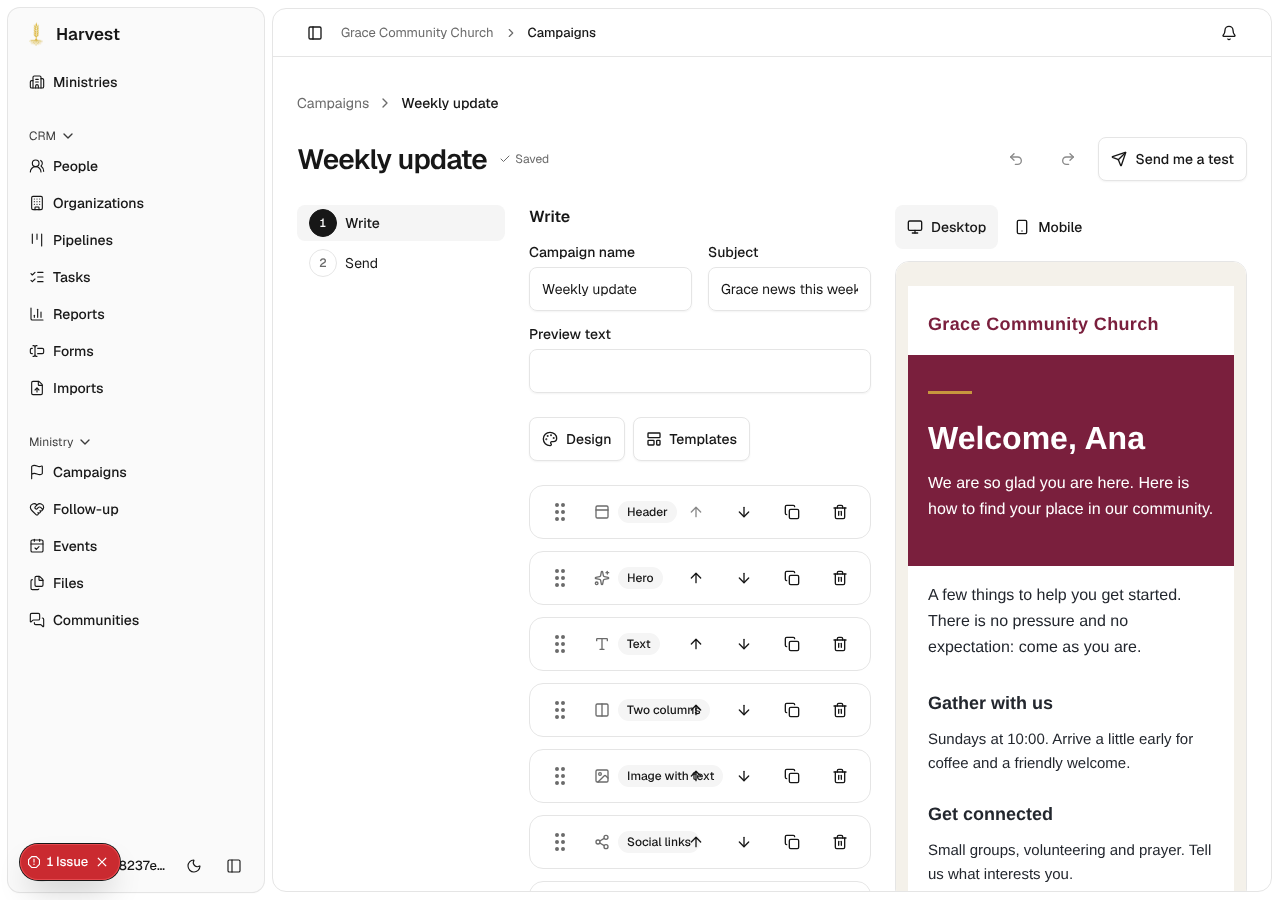 Harvest
Ministries
CRM
People
Organizations
Pipelines
Tasks
Reports
Forms
Imports
Ministry
Campaigns
Follow-up
Events
Files
Communities
1 Issue
8237e...
Grace Community Church > Campaigns
Campaigns > Weekly update
Weekly update
Saved
Send me a test
1 Write
2 Send
Write
Campaign name
Weekly update
Subject
Grace news this week
Preview text
Design
Templates
Header
Hero
Text
Two columns
Image with text
Social links
Desktop
Mobile
Grace Community Church
Welcome, Ana
We are so glad you are here. Here is
how to find your place in our community.
A few things to help you get started.
There is no pressure and no
expectation: come as you are.
Gather with us
Sundays at 10:00. Arrive a little early for
coffee and a friendly welcome.
Get connected
Small groups, volunteering and prayer. Tell
us what interests you.